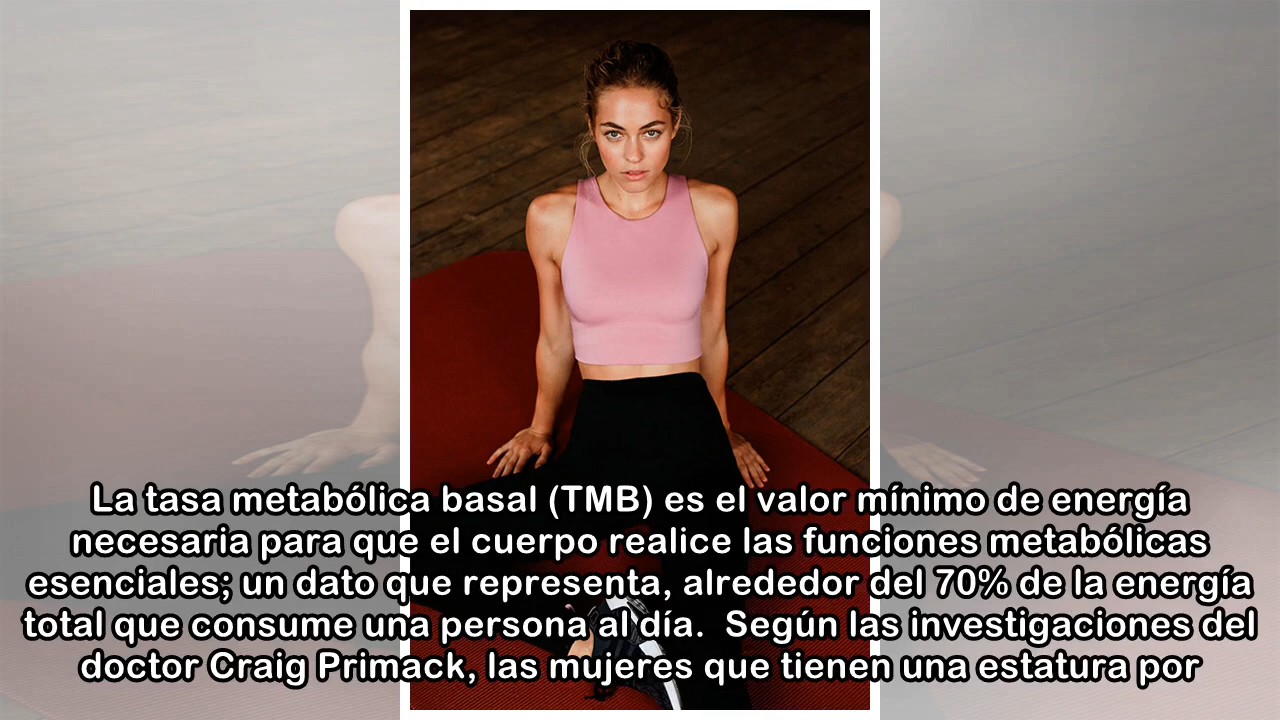 La tasa metabólica basal (TMB) es el valor mínimo de energía
necesaria para que el cuerpo realice las funciones metabólicas
esenciales; un dato que representa, alrededor del 70% de la energía
total que consume una persona al día.  Según las investigaciones del
doctor Craig Primack, las mujeres que tienen una estatura por